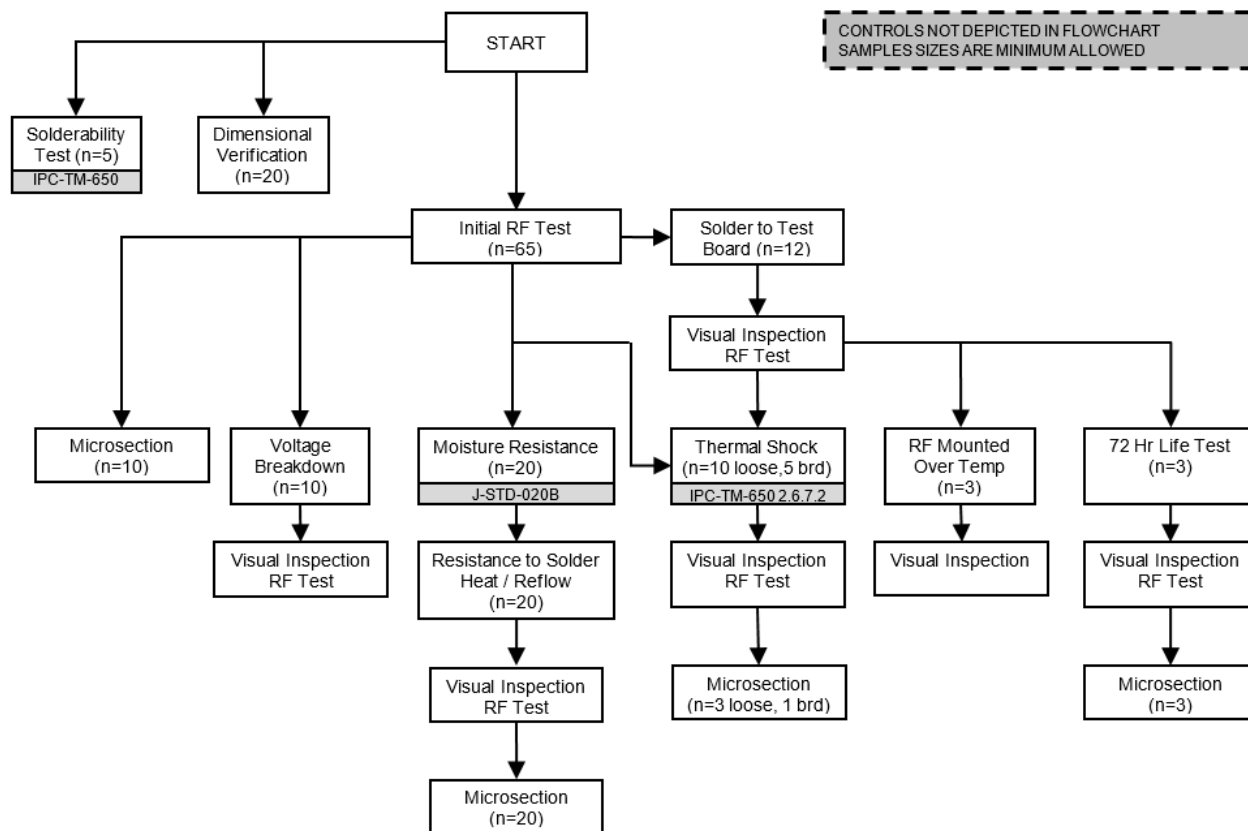 START
CONTROLS NOT DEPICTED IN FLOWCHART
SAMPLES SIZES ARE MINIMUM ALLOWED
Solderability
Test (n=5)
IPC-TM-650
Dimensional
Verification
(n=20)
Initial RF Test
(n=65)
Solder to Test
Board (n=12)
Visual Inspection
RF Test
Microsection
(n=10)
Voltage
Breakdown
(n=10)
Moisture Resistance
(n=20)
J-STD-020B
Thermal Shock
(n=10 loose,5 brd)
IPC-TM-650 2.6.7.2
RF Mounted
Over Temp
(n=3)
72 Hr Life Test
(n=3)
Visual Inspection
RF Test
Resistance to Solder
Heat / Reflow
(n=20)
Visual Inspection
RF Test
Visual Inspection
Visual Inspection
RF Test
Visual Inspection
RF Test
Microsection
(n=3 loose, 1 brd)
Microsection
(n=3)
Microsection
(n=20)